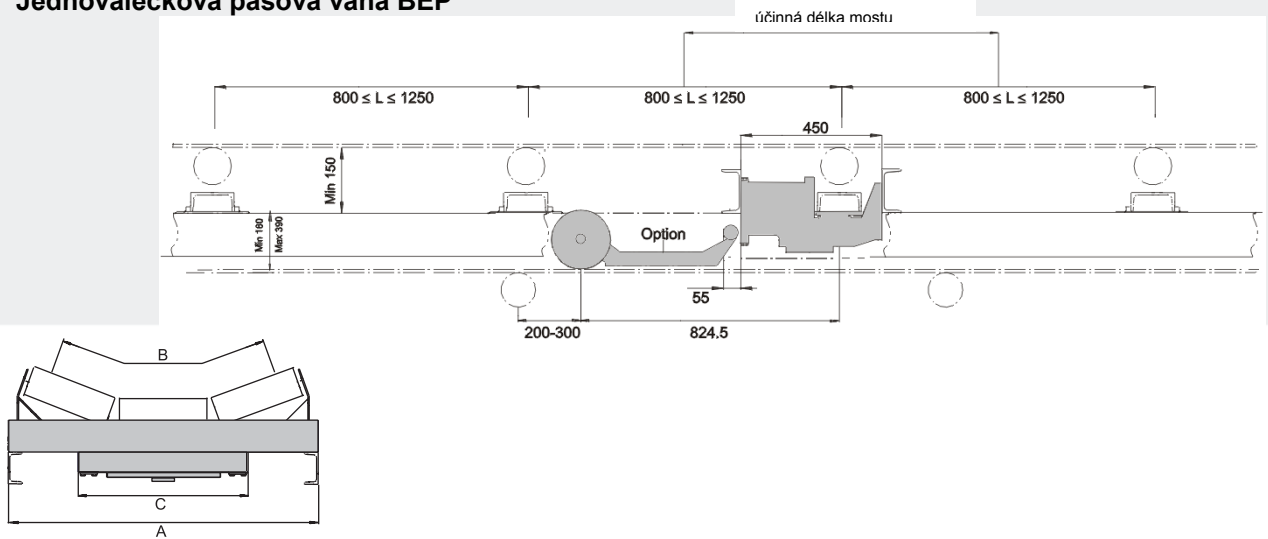 Jednoválečková pásová váha BEP
účinná délka mostu
800 ≤ L ≤ 1250
800 ≤ L ≤ 1250
800 ≤ L ≤ 1250
450
Min 150
Min 160
Max 390
Option
55
200-300
824.5
B
C
A